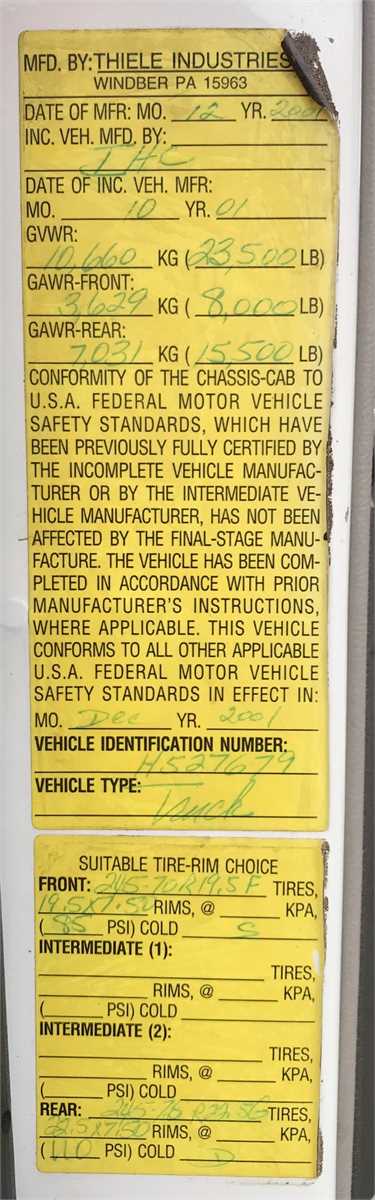 MFD. BY: THIELE INDUSTRIES
WINDBER PA 15963
DATE OF MFR: MO. 12 YR. 2001
INC. VEH. MFD. BY:
IHC
DATE OF INC. VEH. MFR:
MO. 10 YR. 01
GVWR:
10,660 KG (23,500 LB)
GAWR-FRONT:
3,629 KG (8,000 LB)
GAWR-REAR:
7,031 KG (15,500 LB)
CONFORMITY OF THE CHASSIS-CAB TO
U.S.A. FEDERAL MOTOR VEHICLE
SAFETY STANDARDS, WHICH HAVE
BEEN PREVIOUSLY FULLY CERTIFIED BY
THE INCOMPLETE VEHICLE MANUFAC-
TURER OR BY THE INTERMEDIATE VE-
HICLE MANUFACTURER, HAS NOT BEEN
AFFECTED BY THE FINAL-STAGE MANU-
FACTURE. THE VEHICLE HAS BEEN COM-
PLETED IN ACCORDANCE WITH PRIOR
MANUFACTURER'S INSTRUCTIONS,
WHERE APPLICABLE. THIS VEHICLE
CONFORMS TO ALL OTHER APPLICABLE
U.S.A. FEDERAL MOTOR VEHICLE
SAFETY STANDARDS IN EFFECT IN:
MO. Dec YR. 2001
VEHICLE IDENTIFICATION NUMBER:
H527679
VEHICLE TYPE:
Truck
SUITABLE TIRE-RIM CHOICE
FRONT: 245-70R19.5F TIRES,
19.5X7.50 RIMS, @ KPA,
(85 PSI) COLD S
INTERMEDIATE (1):
TIRES,
RIMS, @ KPA,
( PSI) COLD
INTERMEDIATE (2):
TIRES,
RIMS, @ KPA,
( PSI) COLD
REAR: TIRES,
RIMS, @ KPA,
(110 PSI) COLD D